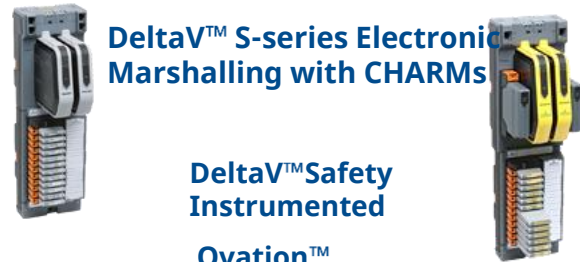 DeltaV™ S-series Electronic
Marshalling with CHARMs
DeltaV™Safety
Instrumented
Ovation™